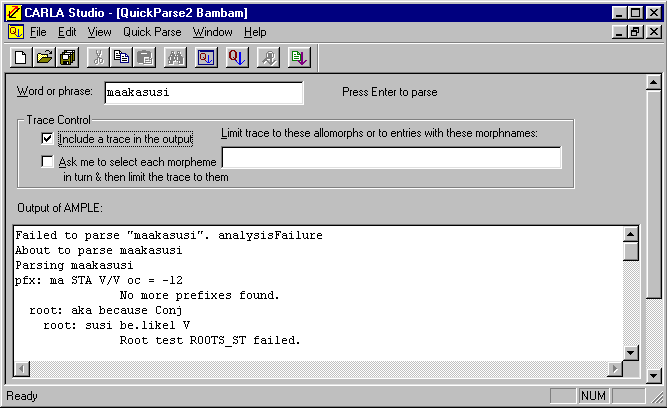 CARLA Studio - [QuickParse2 Bambam]
File Edit View Quick Parse Window Help
Word or phrase: maakasusi Press Enter to parse
Trace Control
Include a trace in the output Limit trace to these allomorphs or to entries with these morphnames:
Ask me to select each morpheme
in turn & then limit the trace to them
Output of AMPLE:
Failed to parse "maakasusi". analysisFailure
About to parse maakasusi
Parsing maakasusi
pfx: ma STA V/V oc = -12
No more prefixes found.
root: aka because Conj
root: susi be.likel V
Root test ROOTS_ST failed.
Ready NUM